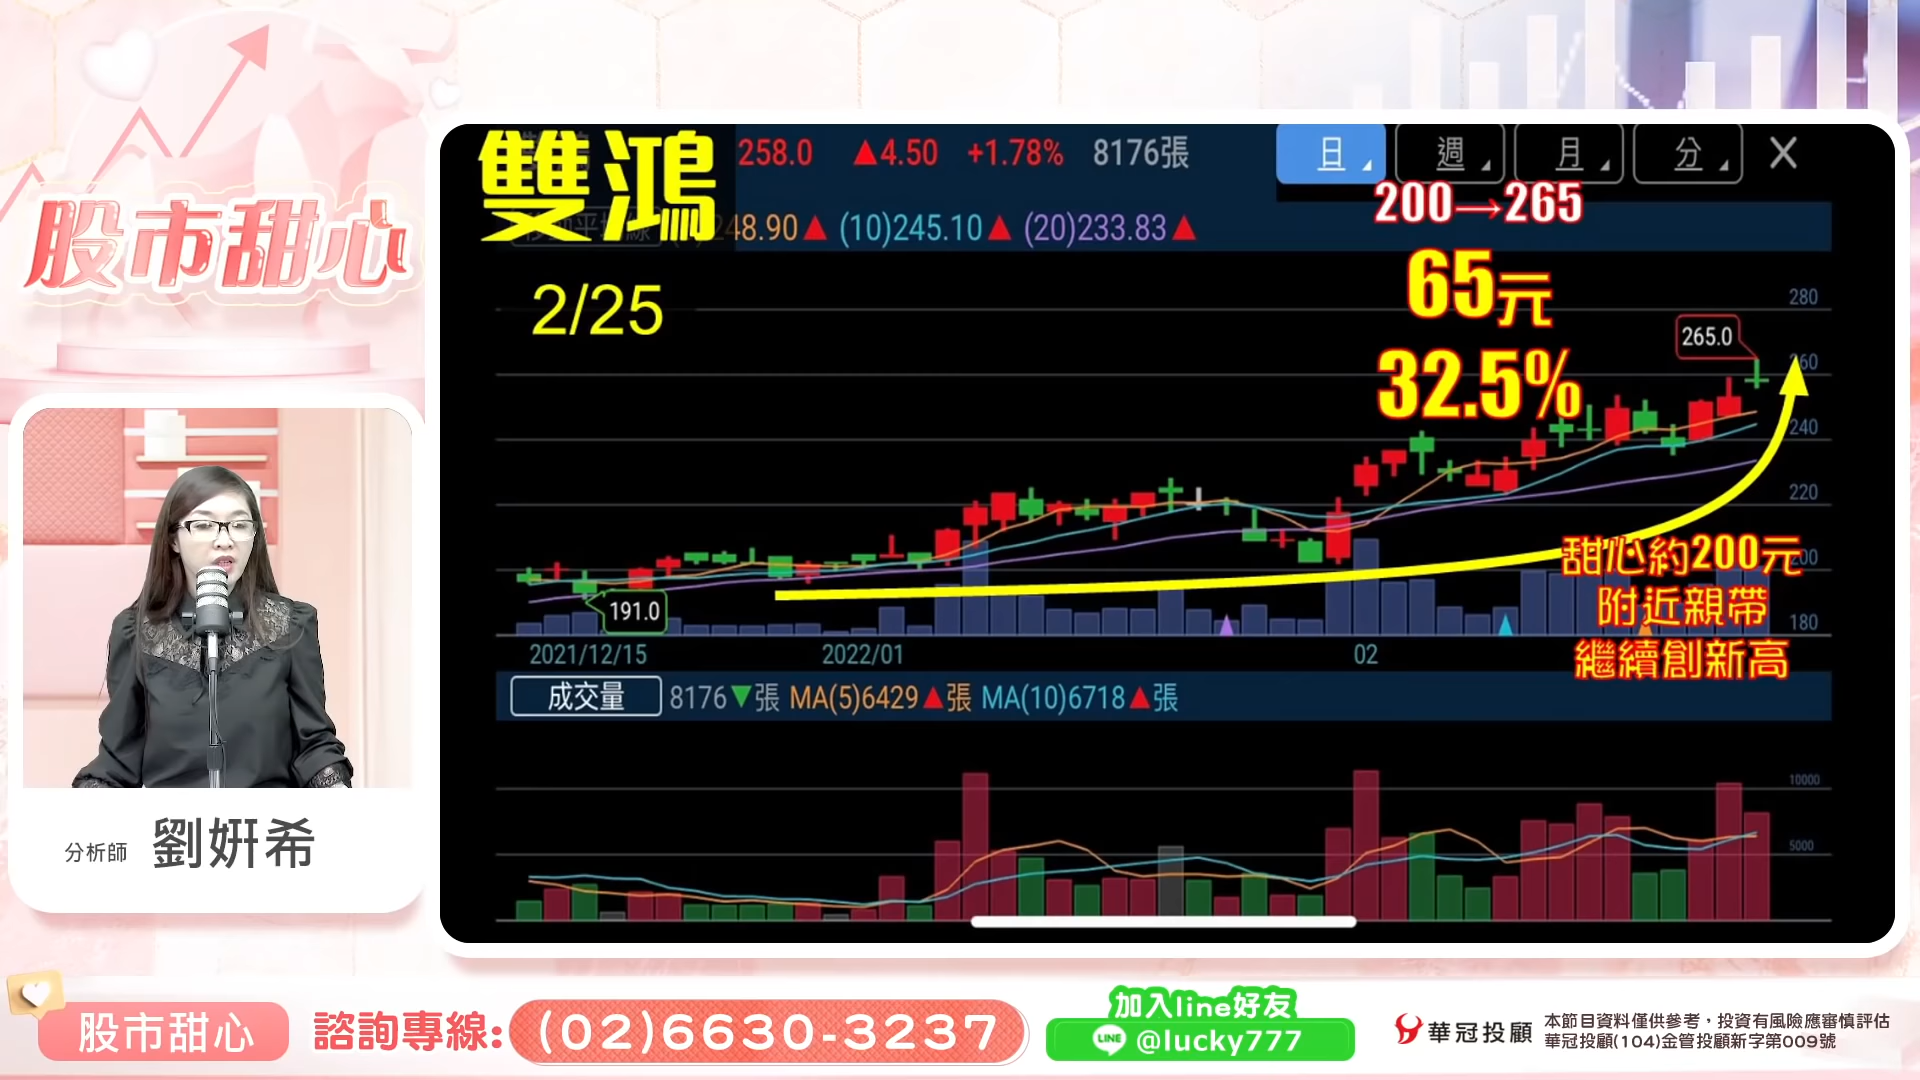 股市甜心
分析師 劉妍希
雙鴻
258.0 ▲4.50 +1.78% 8176張
日 週 月 分 X
48.90▲ (10)245.10▲ (20)233.83▲
200→265
65元
32.5%
2/25
265.0
191.0
280
260
240
220
200
180
甜心約200元
附近親帶
繼續創新高
2021/12/15 2022/01 02
成交量 8176▼張 MA(5)6429▲張 MA(10)6718▲張
10000
5000
股市甜心 諮詢專線: (02)6630-3237
加入line好友
LINE @lucky777
華冠投顧
本節目資料僅供參考，投資有風險應審慎評估
華冠投顧(104)金管投顧新字第009號